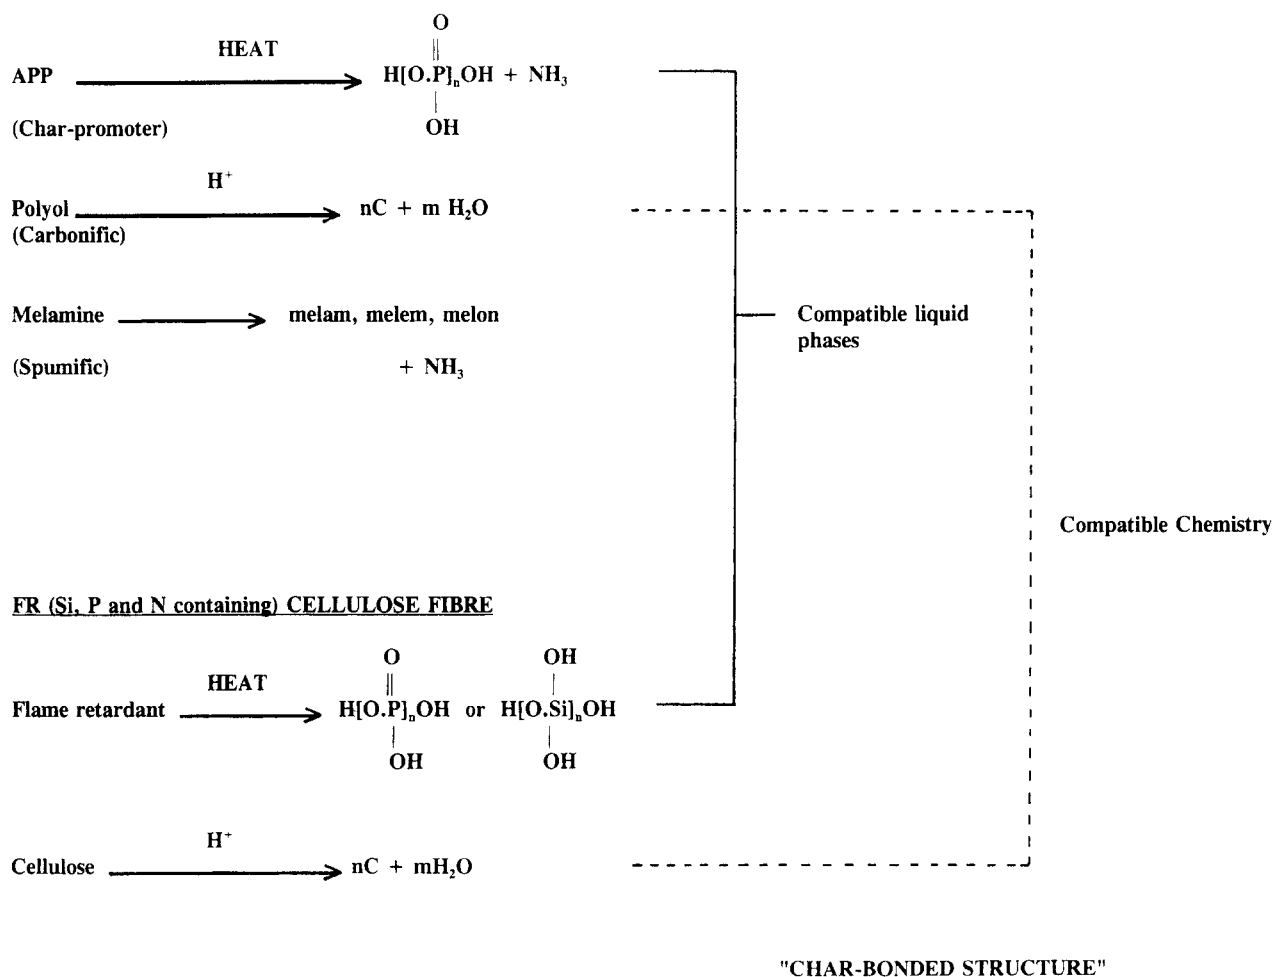 O
HEAT
APP H[O.P]ₙOH + NH₃
(Char-promoter) OH
H⁺
Polyol nC + m H₂O
(Carbonific)
Melamine melam, melem, melon
Compatible liquid
phases
(Spumific) + NH₃
Compatible Chemistry
FR (Si, P and N containing) CELLULOSE FIBRE
O OH
HEAT
Flame retardant H[O.P]ₙOH or H[O.Si]ₙOH
OH OH
H⁺
Cellulose nC + mH₂O
"CHAR-BONDED STRUCTURE"